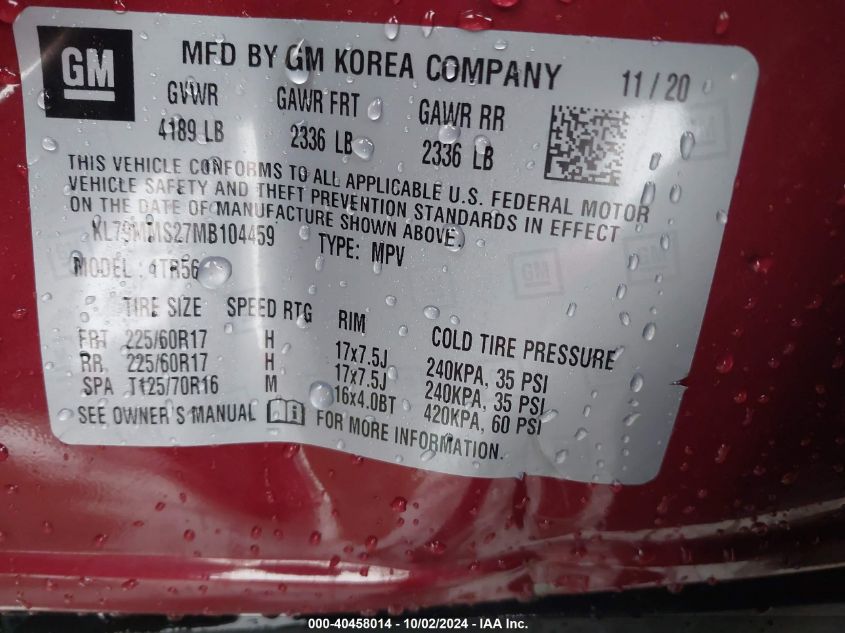 GM
MFD BY GM KOREA COMPANY 11/20
GVWR GAWR FRT GAWR RR
4189 LB 2336 LB 2336 LB
THIS VEHICLE CONFORMS TO ALL APPLICABLE U.S. FEDERAL MOTOR
VEHICLE SAFETY AND THEFT PREVENTION STANDARDS IN EFFECT
ON THE DATE OF MANUFACTURE SHOWN ABOVE.
KL79MMS27MB104459 TYPE: MPV
MODEL: 4TR56
GM
TIRE SIZE SPEED RTG RIM COLD TIRE PRESSURE
FRT 225/60R17 H 17x7.5J 240KPA, 35 PSI
RR 225/60R17 H 17x7.5J 240KPA, 35 PSI
SPA T125/70R16 M 16x4.0BT 420KPA, 60 PSI
SEE OWNER'S MANUAL FOR MORE INFORMATION.
000-40458014 - 10/02/2024 - IAA Inc.